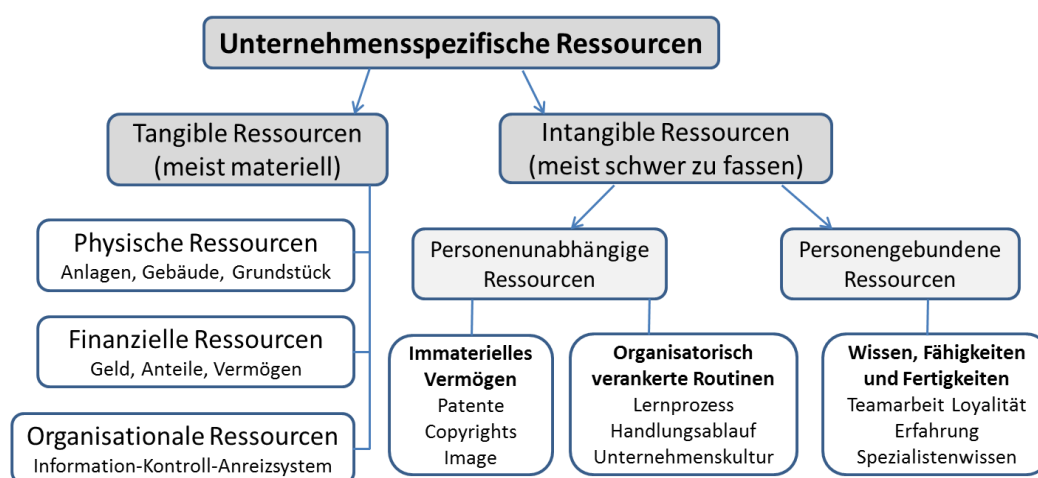 Unternehmensspezifische Ressourcen
Tangible Ressourcen
(meist materiell)
Intangible Ressourcen
(meist schwer zu fassen)
Physische Ressourcen
Anlagen, Gebäude, Grundstück
Finanzielle Ressourcen
Geld, Anteile, Vermögen
Organisationale Ressourcen
Information-Kontroll-Anreizsystem
Personenunabhängige
Ressourcen
Personengebundene
Ressourcen
Immaterielles
Vermögen
Patente
Copyrights
Image
Organisatorisch
verankerte Routinen
Lernprozess
Handlungsablauf
Unternehmenskultur
Wissen, Fähigkeiten
und Fertigkeiten
Teamarbeit Loyalität
Erfahrung
Spezialistenwissen